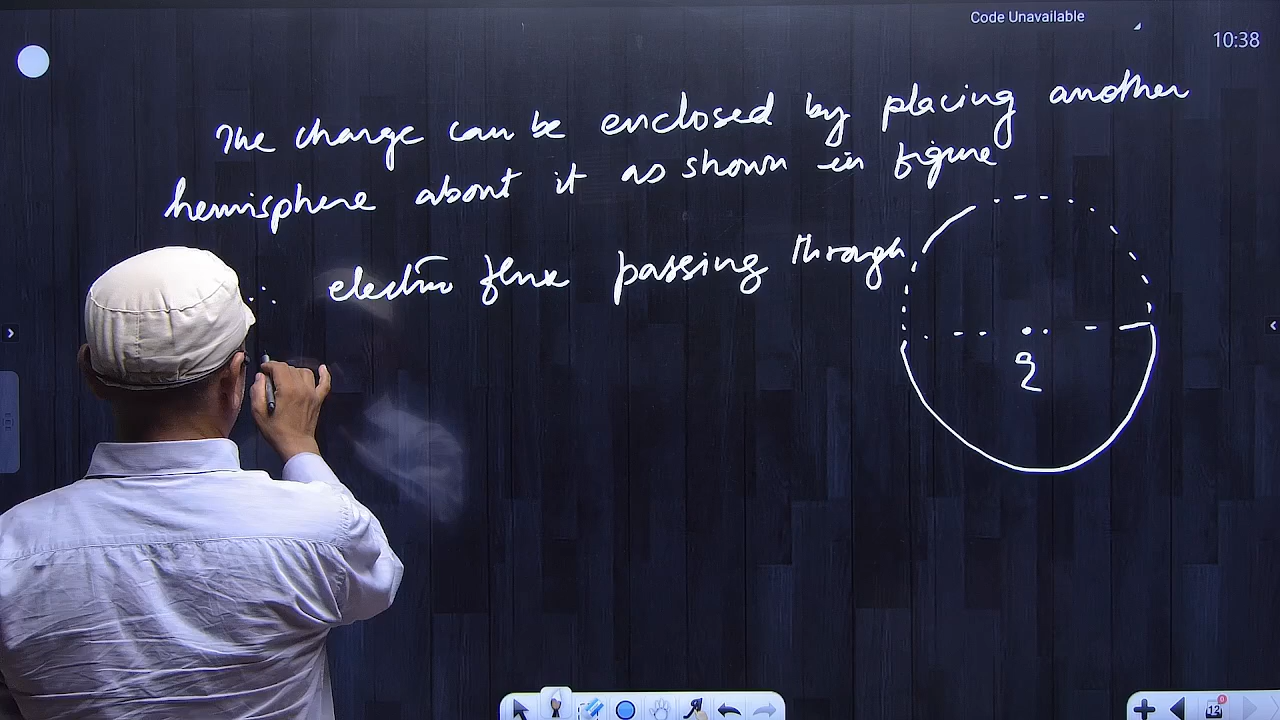 Code Unavailable
10:38
The charge can be enclosed by placing another
hemisphere about it as shown in figure
∴ electric flux passing through
q
12